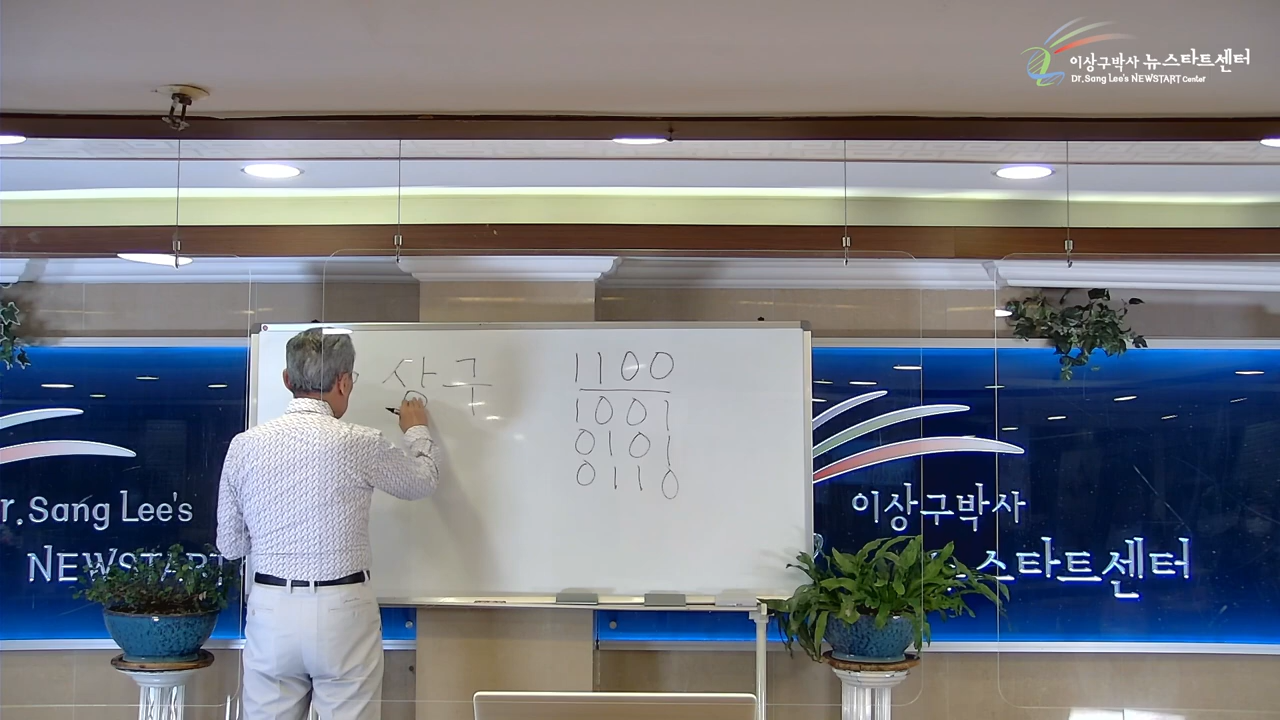 이상구박사 뉴스타트센터
Dr. Sang Lee's NEWSTART Center
상구
1100
1001
0101
0110
r. Sang Lee's
NEWSTART
이상구박사
뉴스타트센터